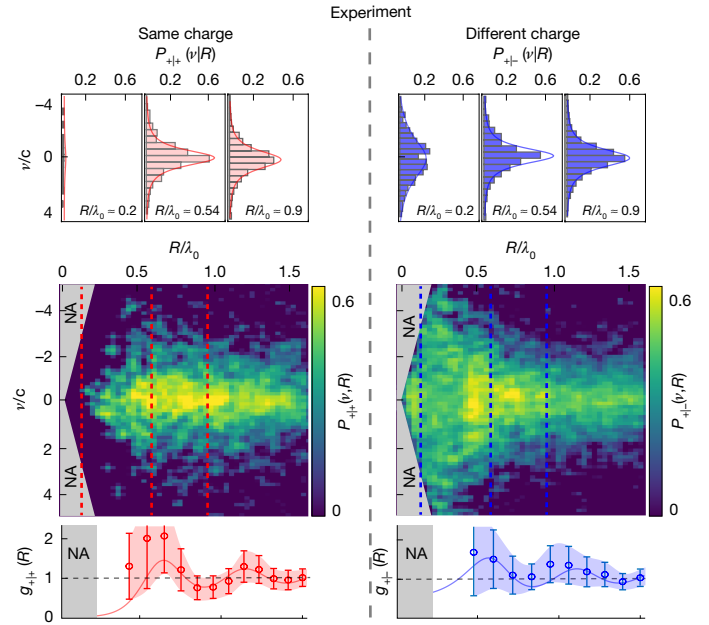 Experiment
Same charge
Different charge
P+|+ (ν|R)
P+|− (ν|R)
0.2 0.6 0.2 0.6 0.2 0.6
0.2 0.6 0.2 0.6 0.2 0.6
−4
0
4
ν/c
R/λ0 ≃ 0.2
R/λ0 ≃ 0.54
R/λ0 ≃ 0.9
R/λ0 ≃ 0.2
R/λ0 ≃ 0.54
R/λ0 ≃ 0.9
R/λ0
R/λ0
0 0.5 1.0 1.5
0 0.5 1.0 1.5
−4
−2
0
2
4
ν/c
NA
NA
0.6
0
P+|+(ν,R)
NA
NA
0.6
0
P+|−(ν,R)
2
1
0
g+|+ (R)
NA
g+|− (R)
NA